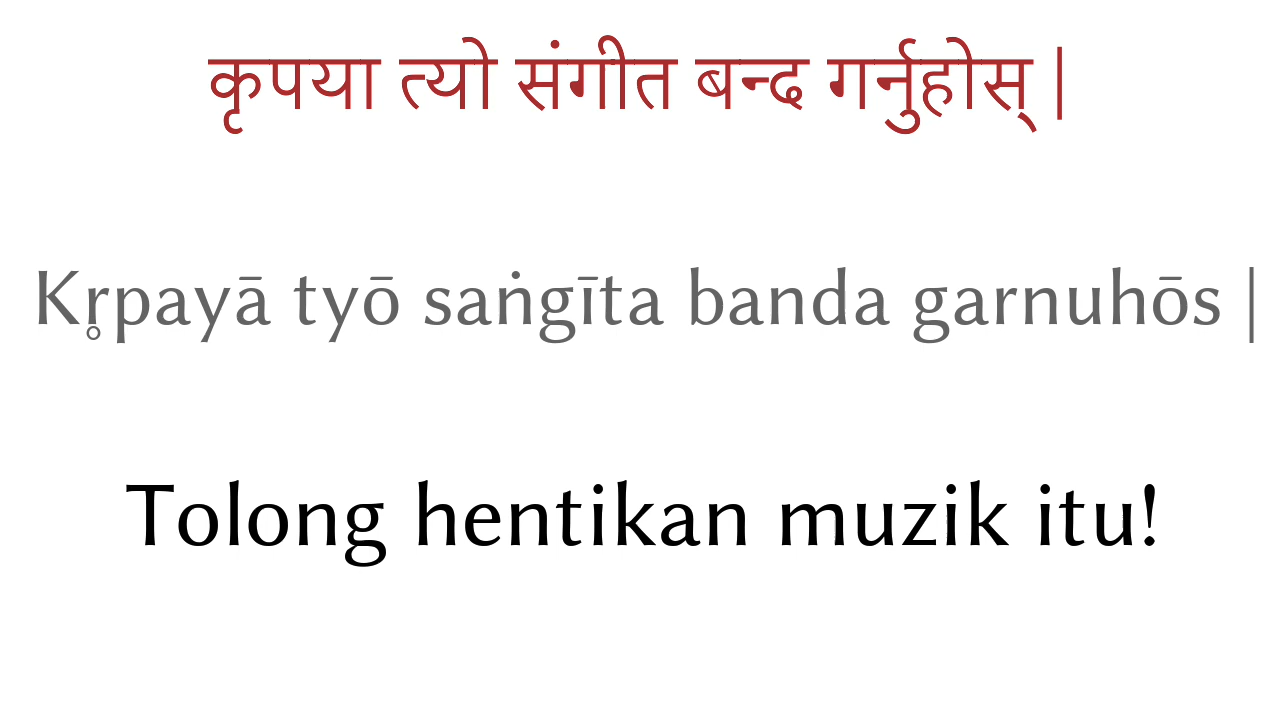 कृपया त्यो संगीत बन्द गर्नुहोस् |
Kr̥payā tyō saṅgīta banda garnuhōs |
Tolong hentikan muzik itu!